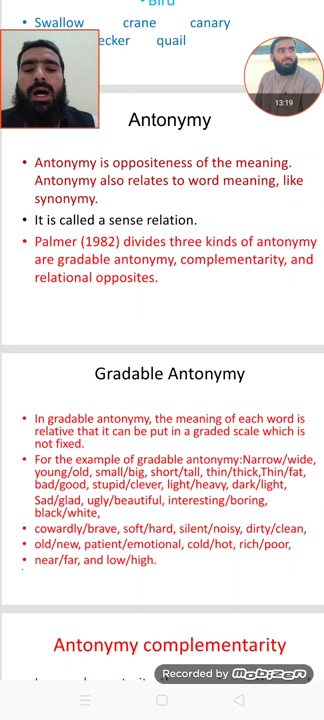 Bird
• Swallow crane canary
ecker quail
13:19
Antonymy
• Antonymy is oppositeness of the meaning.
Antonymy also relates to word meaning, like
synonymy.
• It is called a sense relation.
• Palmer (1982) divides three kinds of antonymy
are gradable antonymy, complementarity, and
relational opposites.
Gradable Antonymy
• In gradable antonymy, the meaning of each word is
relative that it can be put in a graded scale which is
not fixed.
• For the example of gradable antonymy:Narrow/wide,
young/old, small/big, short/tall, thin/thick,Thin/fat,
bad/good, stupid/clever, light/heavy, dark/light,
Sad/glad, ugly/beautiful, interesting/boring,
black/white,
• cowardly/brave, soft/hard, silent/noisy, dirty/clean,
• old/new, patient/emotional, cold/hot, rich/poor,
• near/far, and low/high.
Antonymy complementarity
Recorded by mobizen